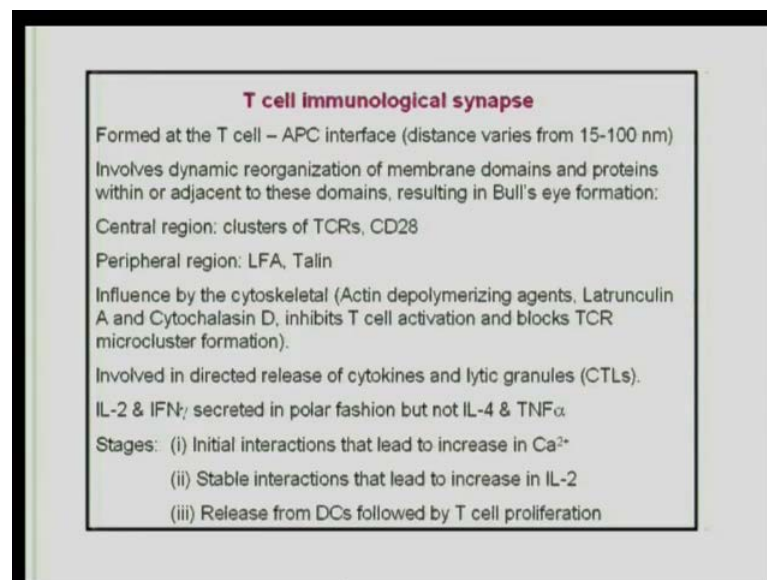 T cell immunological synapse
Formed at the T cell – APC interface (distance varies from 15-100 nm)
Involves dynamic reorganization of membrane domains and proteins
within or adjacent to these domains, resulting in Bull's eye formation:
Central region: clusters of TCRs, CD28
Peripheral region: LFA, Talin
Influence by the cytoskeletal (Actin depolymerizing agents, Latrunculin
A and Cytochalasin D, inhibits T cell activation and blocks TCR
microcluster formation).
Involved in directed release of cytokines and lytic granules (CTLs).
IL-2 & IFNγ secreted in polar fashion but not IL-4 & TNFα
Stages: (i) Initial interactions that lead to increase in Ca²⁺
(ii) Stable interactions that lead to increase in IL-2
(iii) Release from DCs followed by T cell proliferation